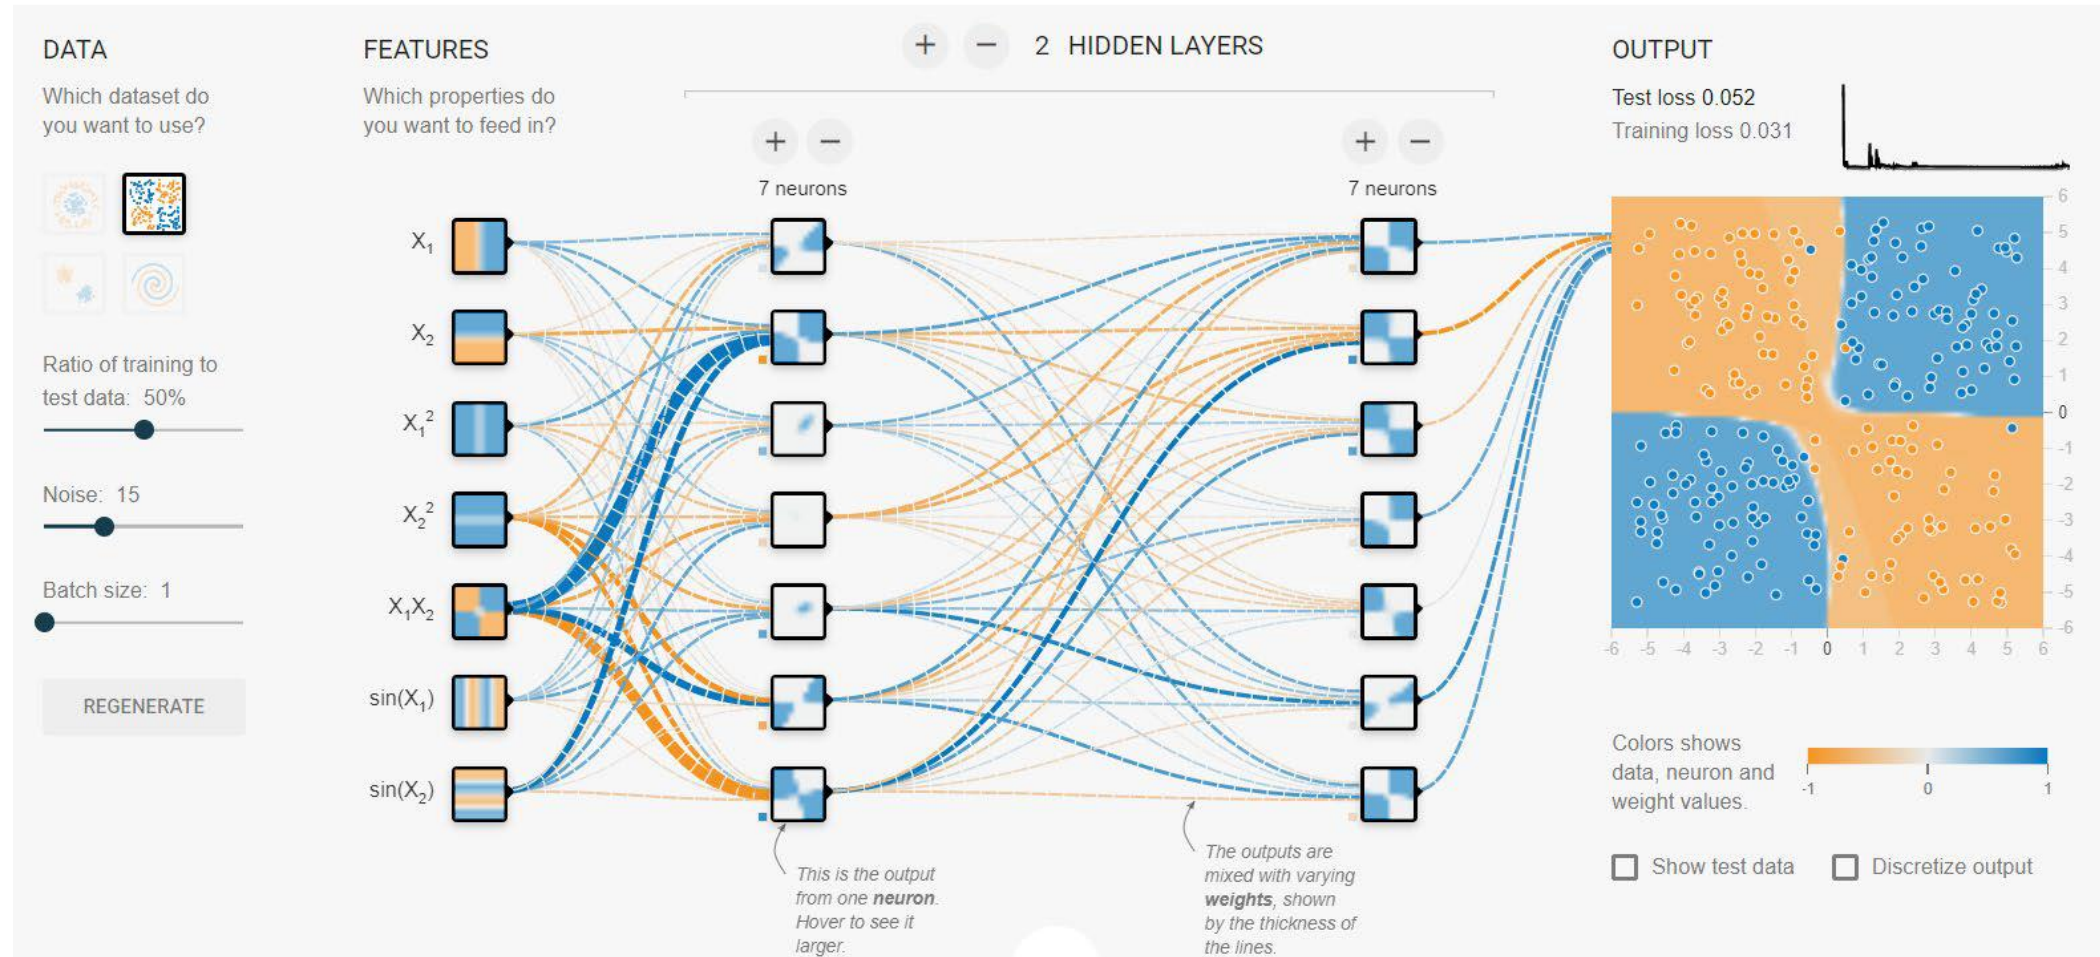 DATA
Which dataset do
you want to use?
Ratio of training to
test data: 50%
Noise: 15
Batch size: 1
REGENERATE
FEATURES
Which properties do
you want to feed in?
X₁
X₂
X₁²
X₂²
X₁X₂
sin(X₁)
sin(X₂)
+ − 2 HIDDEN LAYERS
+ −
7 neurons
+ −
7 neurons
This is the output
from one neuron.
Hover to see it
larger.
The outputs are
mixed with varying
weights, shown
by the thickness of
the lines.
OUTPUT
Test loss 0.052
Training loss 0.031
6
5
4
3
2
1
0
-1
-2
-3
-4
-5
-6
-6 -5 -4 -3 -2 -1 0 1 2 3 4 5 6
Colors shows
data, neuron and
weight values.
-1 0 1
Show test data Discretize output